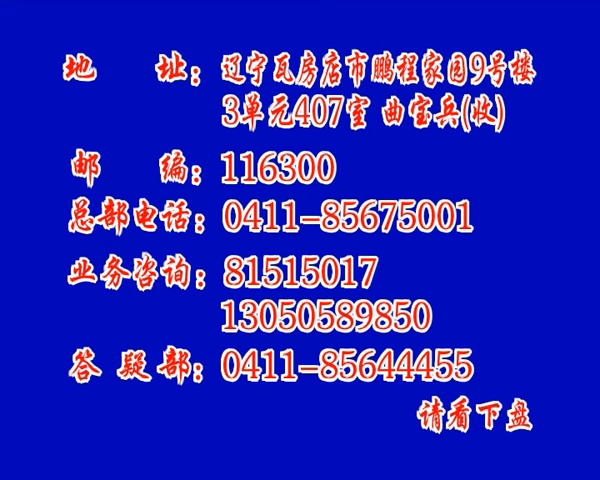 地 址：辽宁瓦房店市鹏程家园9号楼
3单元407室 曲宝兵(收)
邮 编：116300
总部电话：0411-85675001
业务咨询：81515017
13050589850
答疑部：0411-85644455
请看下盘